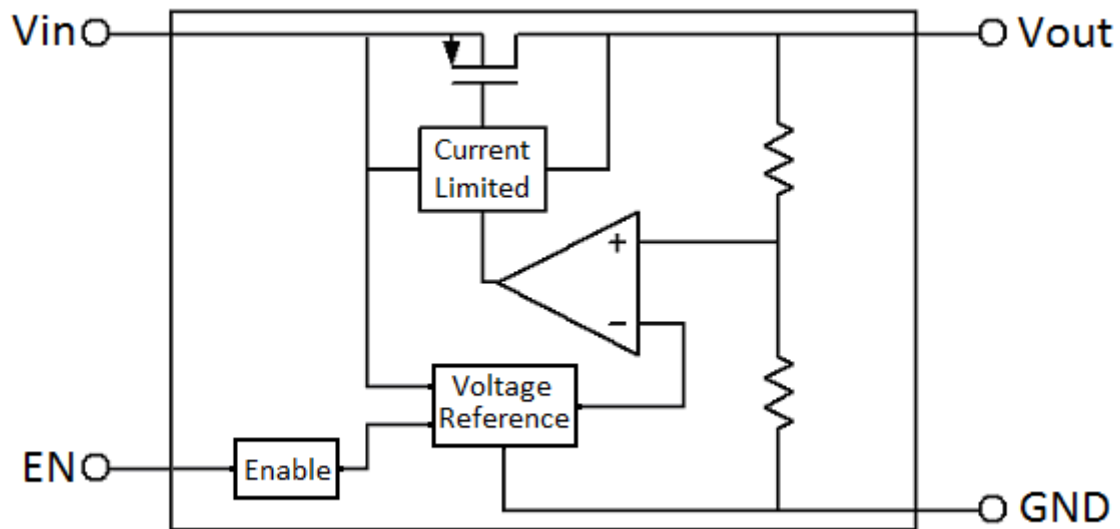 Vin
Vout
Current
Limited
+
−
Voltage
Reference
EN
Enable
GND